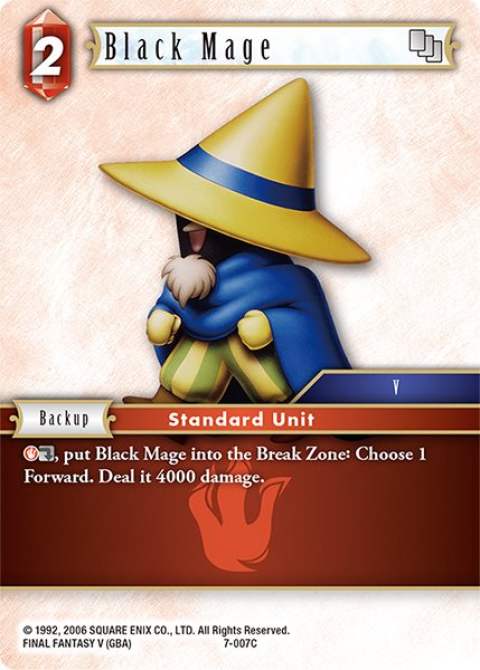 2
Black Mage
V
Backup
Standard Unit
, put Black Mage into the Break Zone: Choose 1
Forward. Deal it 4000 damage.
© 1992, 2006 SQUARE ENIX CO., LTD. All Rights Reserved.
FINAL FANTASY V (GBA)
7-007C